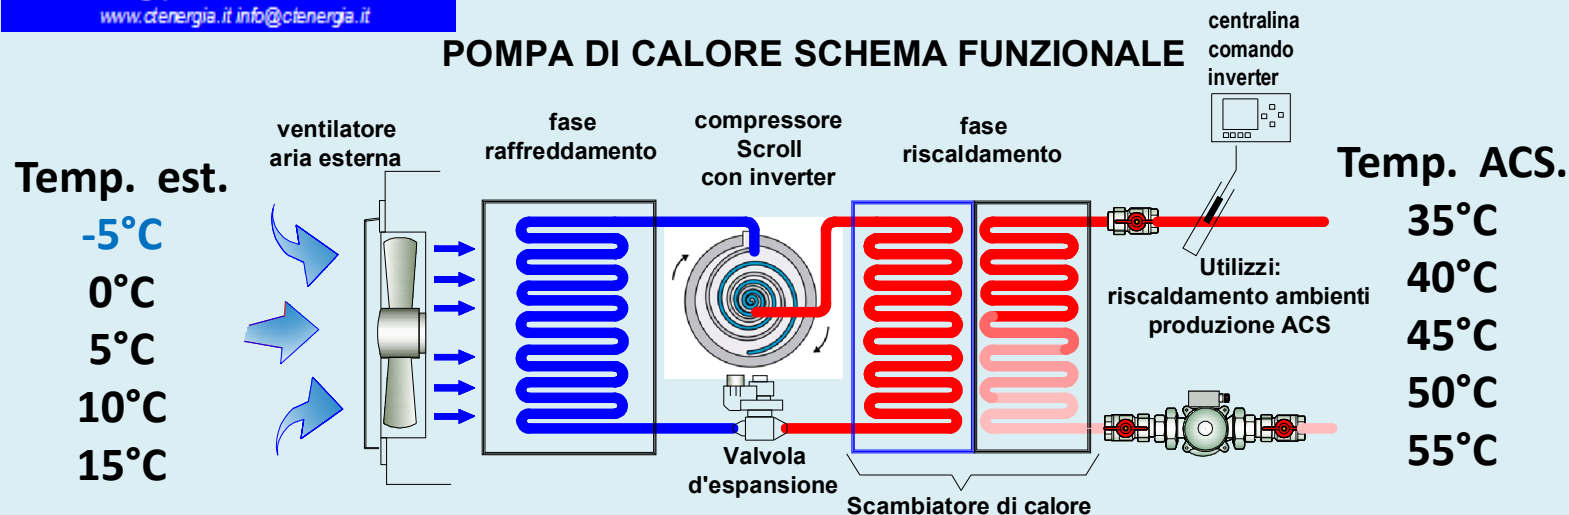 www.ctenergia.it info@ctenergia.it
POMPA DI CALORE SCHEMA FUNZIONALE
centralina
comando
inverter
ventilatore
aria esterna
fase
raffreddamento
compressore
Scroll
con inverter
fase
riscaldamento
Temp. est.
-5°C
0°C
5°C
10°C
15°C
Temp. ACS.
35°C
40°C
45°C
50°C
55°C
Utilizzi:
riscaldamento ambienti
produzione ACS
Valvola
d'espansione
Scambiatore di calore